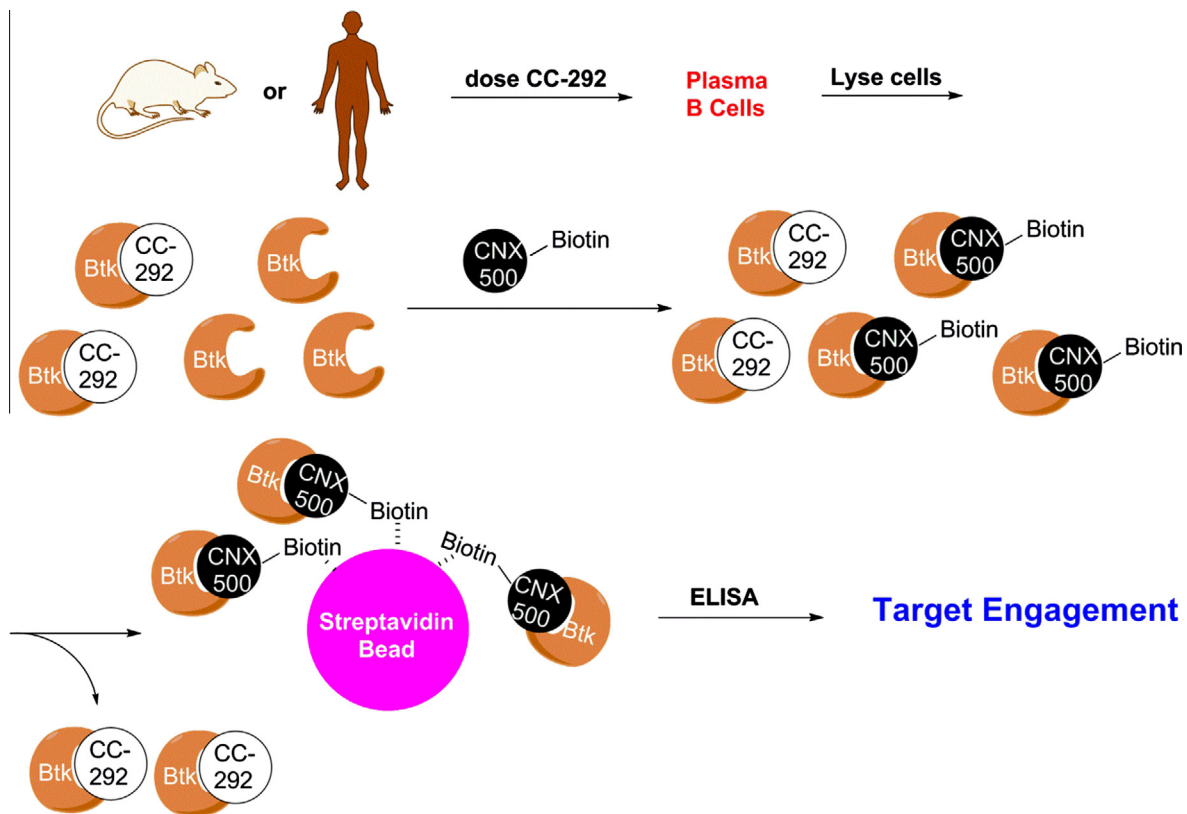 or
dose CC-292
Plasma
B Cells
Lyse cells
Btk
CC-
292
Btk
Btk
CC-
292
Btk
Btk
CNX
500
Biotin
Btk
CC-
292
Btk
CNX
500
Biotin
Btk
CC-
292
Btk
CNX
500
Biotin
Btk
CNX
500
Biotin
Btk
CNX
500
Biotin
Btk
CNX
500
Biotin
Biotin
CNX
500
Btk
Streptavidin
Bead
ELISA
Target Engagement
Btk
CC-
292
Btk
CC-
292